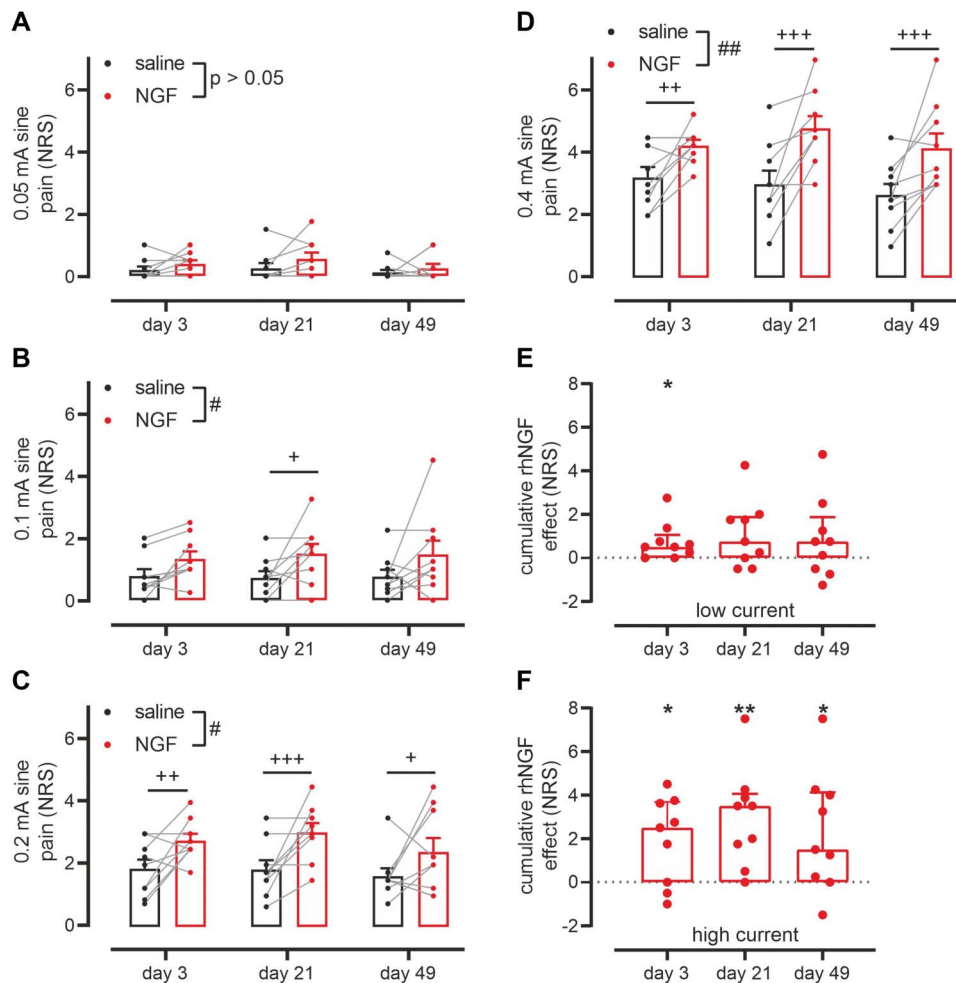 A
saline
NGF
p > 0.05
0.05 mA sine
pain (NRS)
6
4
2
0
day 3
day 21
day 49
B
saline
NGF
#
+
0.1 mA sine
pain (NRS)
6
4
2
0
day 3
day 21
day 49
C
saline
NGF
#
++
+++
+
0.2 mA sine
pain (NRS)
6
4
2
0
day 3
day 21
day 49
D
saline
NGF
##
++
+++
+++
0.4 mA sine
pain (NRS)
6
4
2
0
day 3
day 21
day 49
E
*
cumulative rhNGF
effect (NRS)
8
6
4
2
0
-2
low current
day 3
day 21
day 49
F
*
**
*
cumulative rhNGF
effect (NRS)
8
6
4
2
0
-2
high current
day 3
day 21
day 49